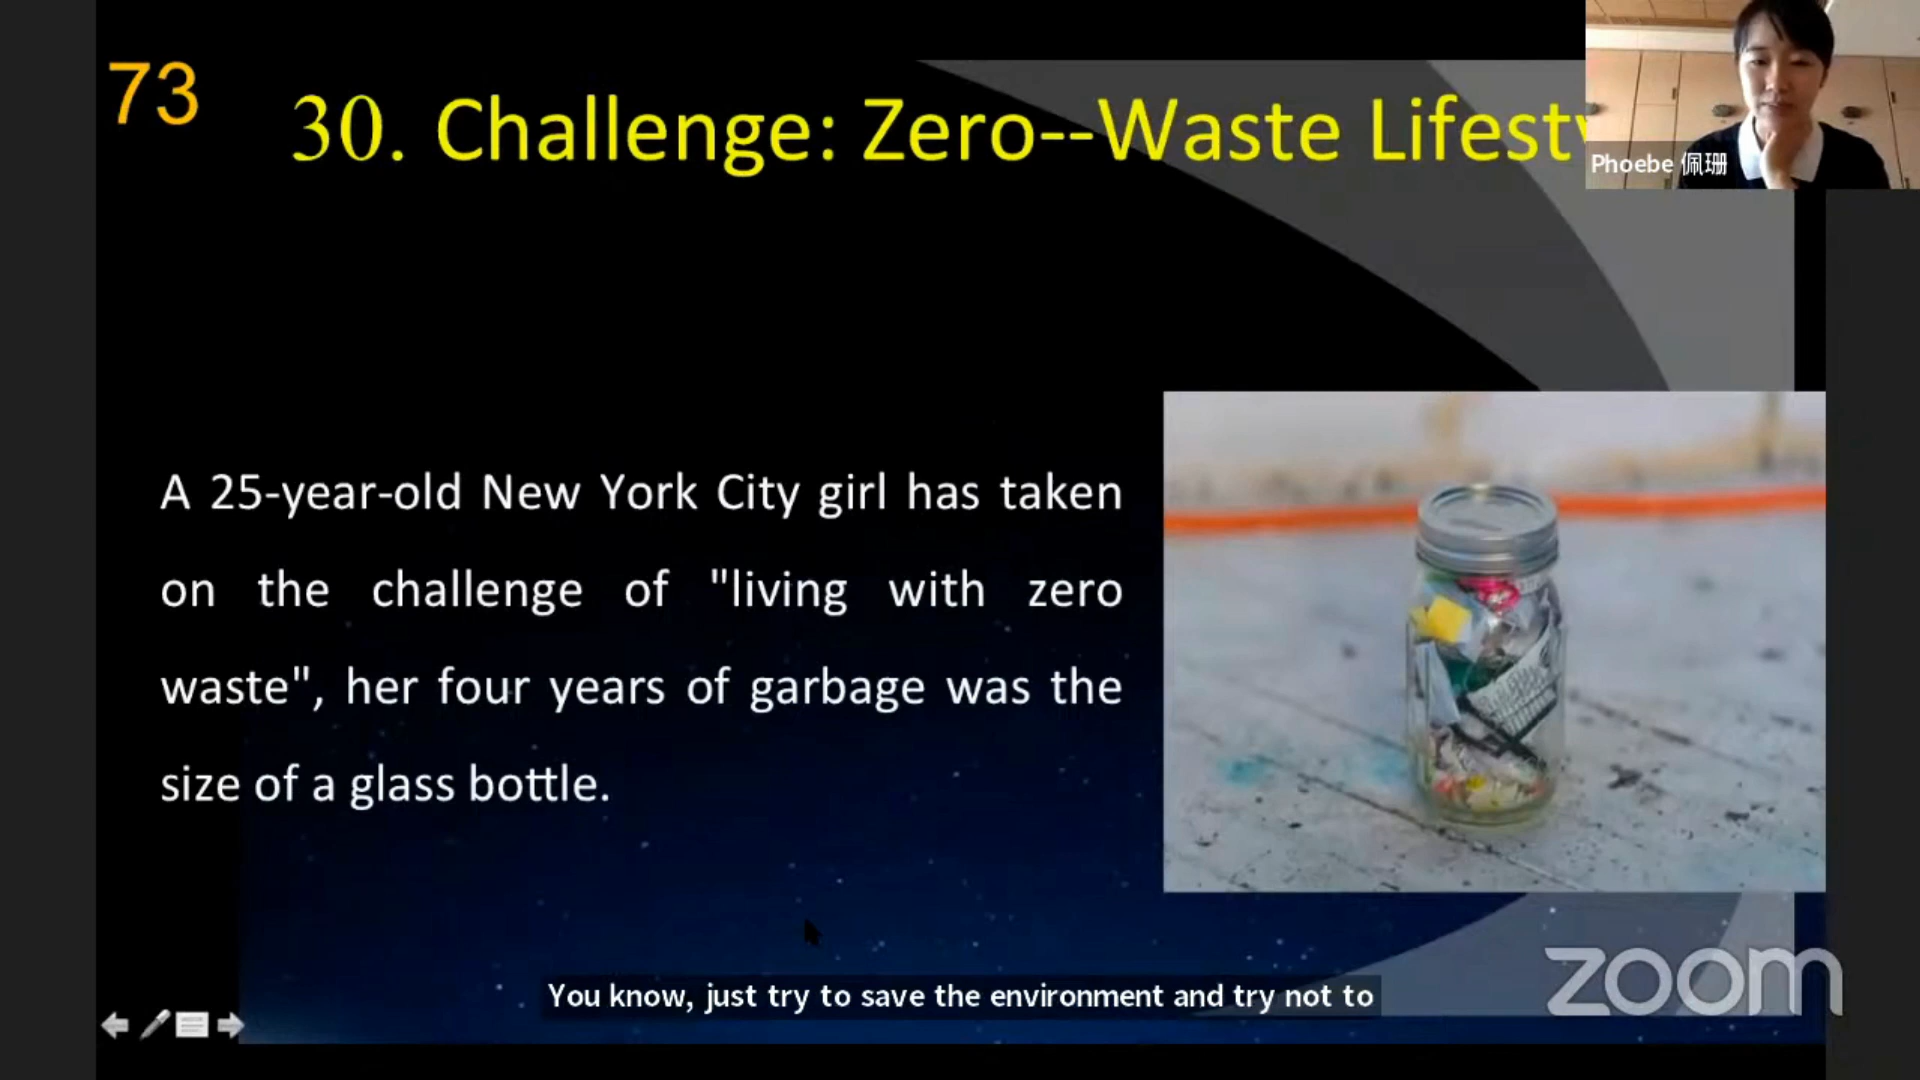 73
30. Challenge: Zero--Waste Lifesty
Phoebe 佩珊
A 25-year-old New York City girl has taken
on the challenge of "living with zero
waste", her four years of garbage was the
size of a glass bottle.
You know, just try to save the environment and try not to
zoom